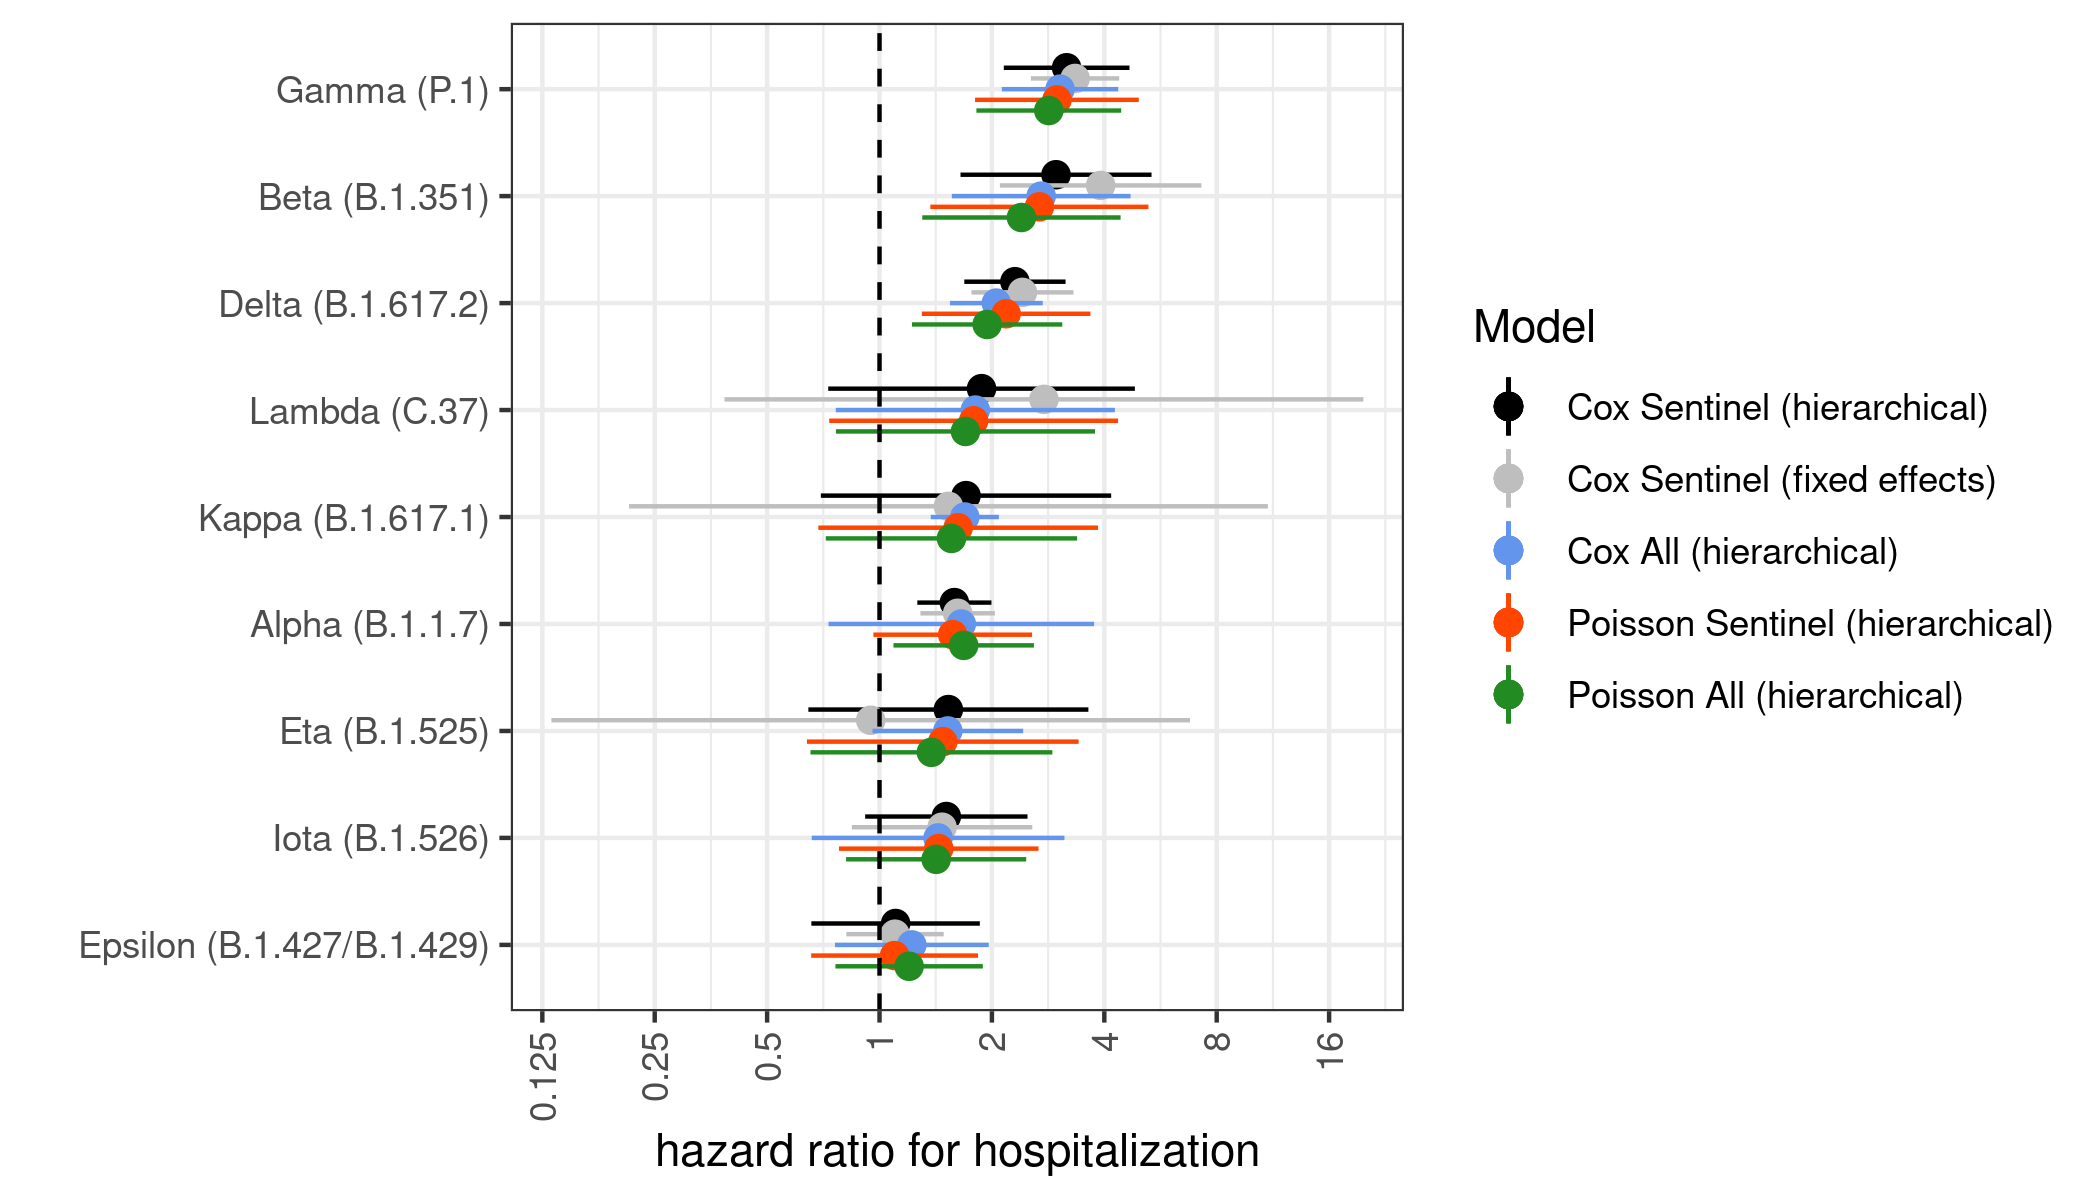 Gamma (P.1)
Beta (B.1.351)
Delta (B.1.617.2)
Lambda (C.37)
Kappa (B.1.617.1)
Alpha (B.1.1.7)
Eta (B.1.525)
Iota (B.1.526)
Epsilon (B.1.427/B.1.429)
0.125
0.25
0.5
1
2
4
8
16
hazard ratio for hospitalization
Model
Cox Sentinel (hierarchical)
Cox Sentinel (fixed effects)
Cox All (hierarchical)
Poisson Sentinel (hierarchical)
Poisson All (hierarchical)